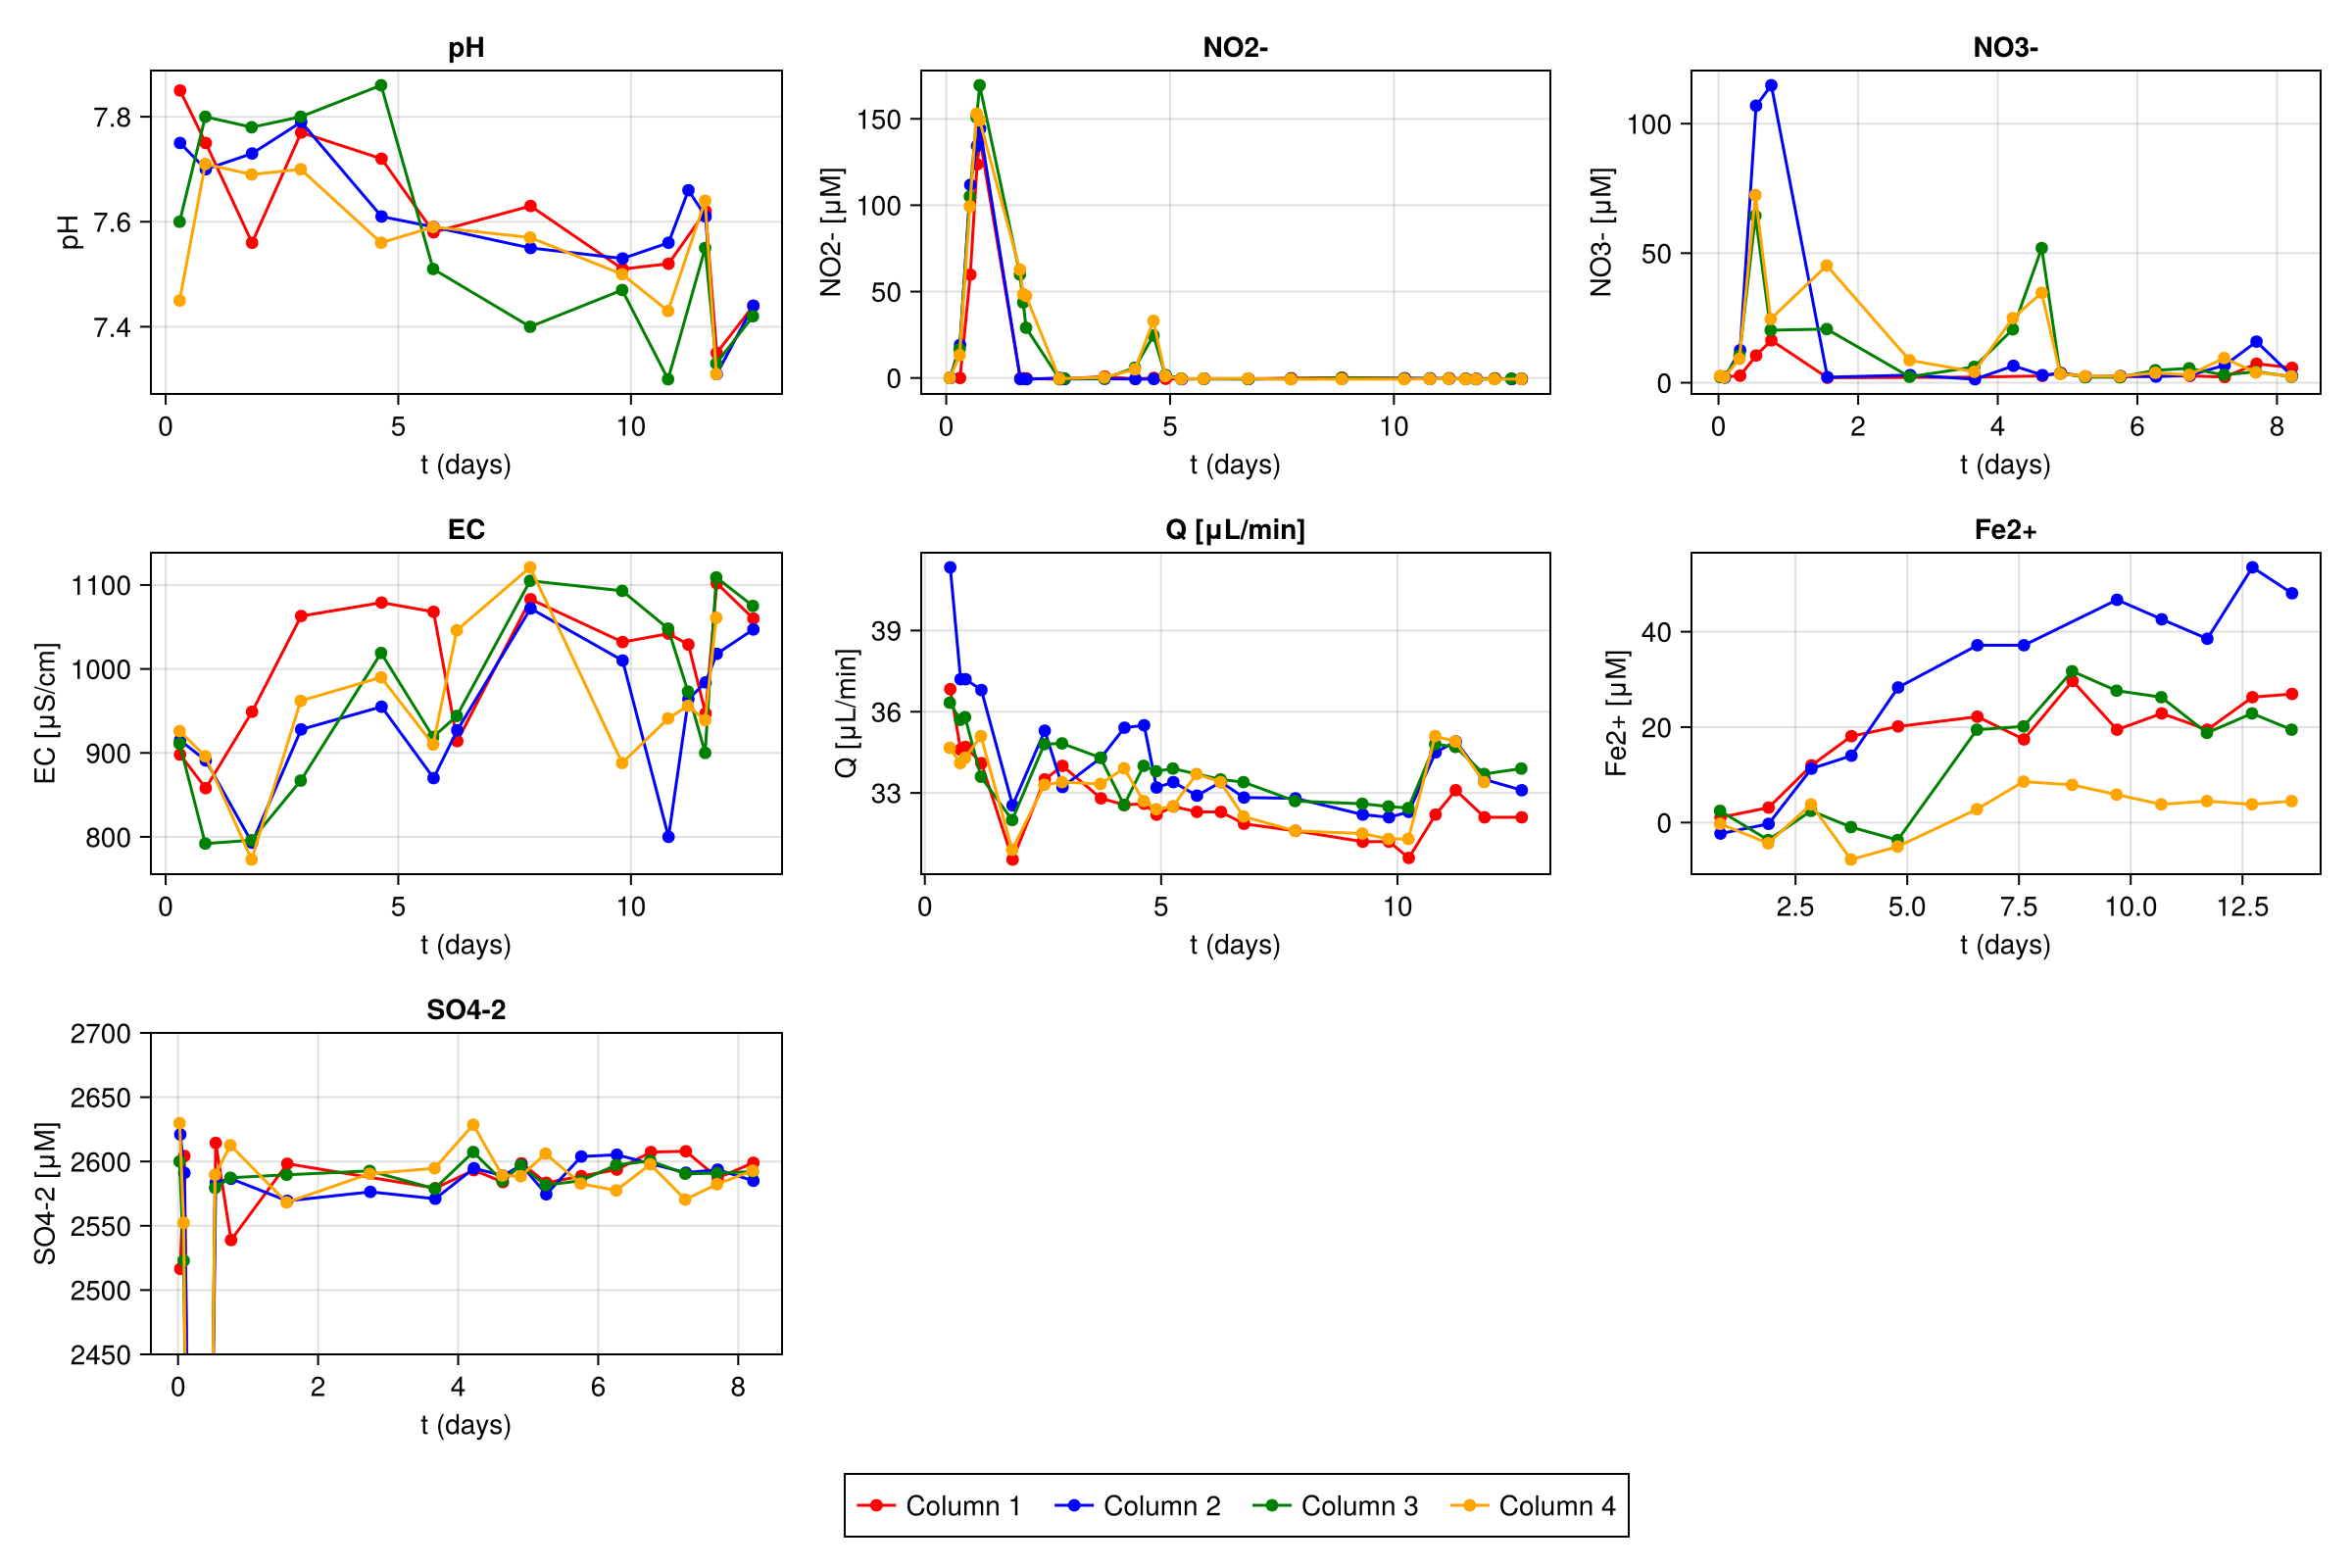 pH
NO2-
NO3-
7.8
7.6
7.4
pH
0
5
10
t (days)
150
100
50
0
NO2- [µM]
0
5
10
t (days)
100
50
0
NO3- [µM]
0
2
4
6
8
t (days)
EC
Q [µL/min]
Fe2+
1100
1000
900
800
EC [µS/cm]
0
5
10
t (days)
39
36
33
Q [µL/min]
0
5
10
t (days)
40
20
0
Fe2+ [µM]
2.5
5.0
7.5
10.0
12.5
t (days)
SO4-2
2700
2650
2600
2550
2500
2450
SO4-2 [µM]
0
2
4
6
8
t (days)
Column 1
Column 2
Column 3
Column 4